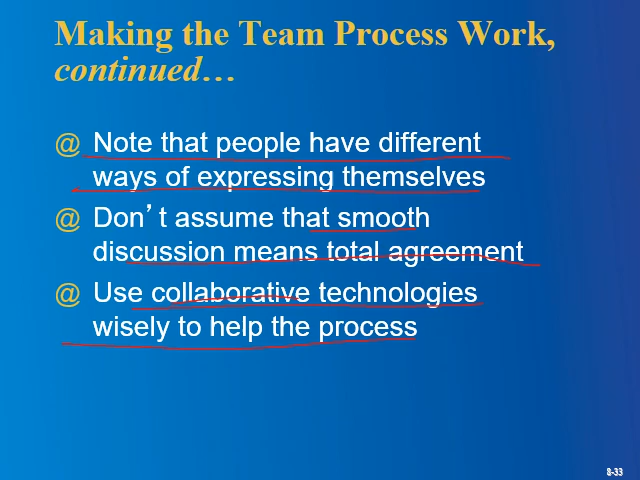 Making the Team Process Work,
continued…
@ Note that people have different
ways of expressing themselves
@ Don’t assume that smooth
discussion means total agreement
@ Use collaborative technologies
wisely to help the process
8-33